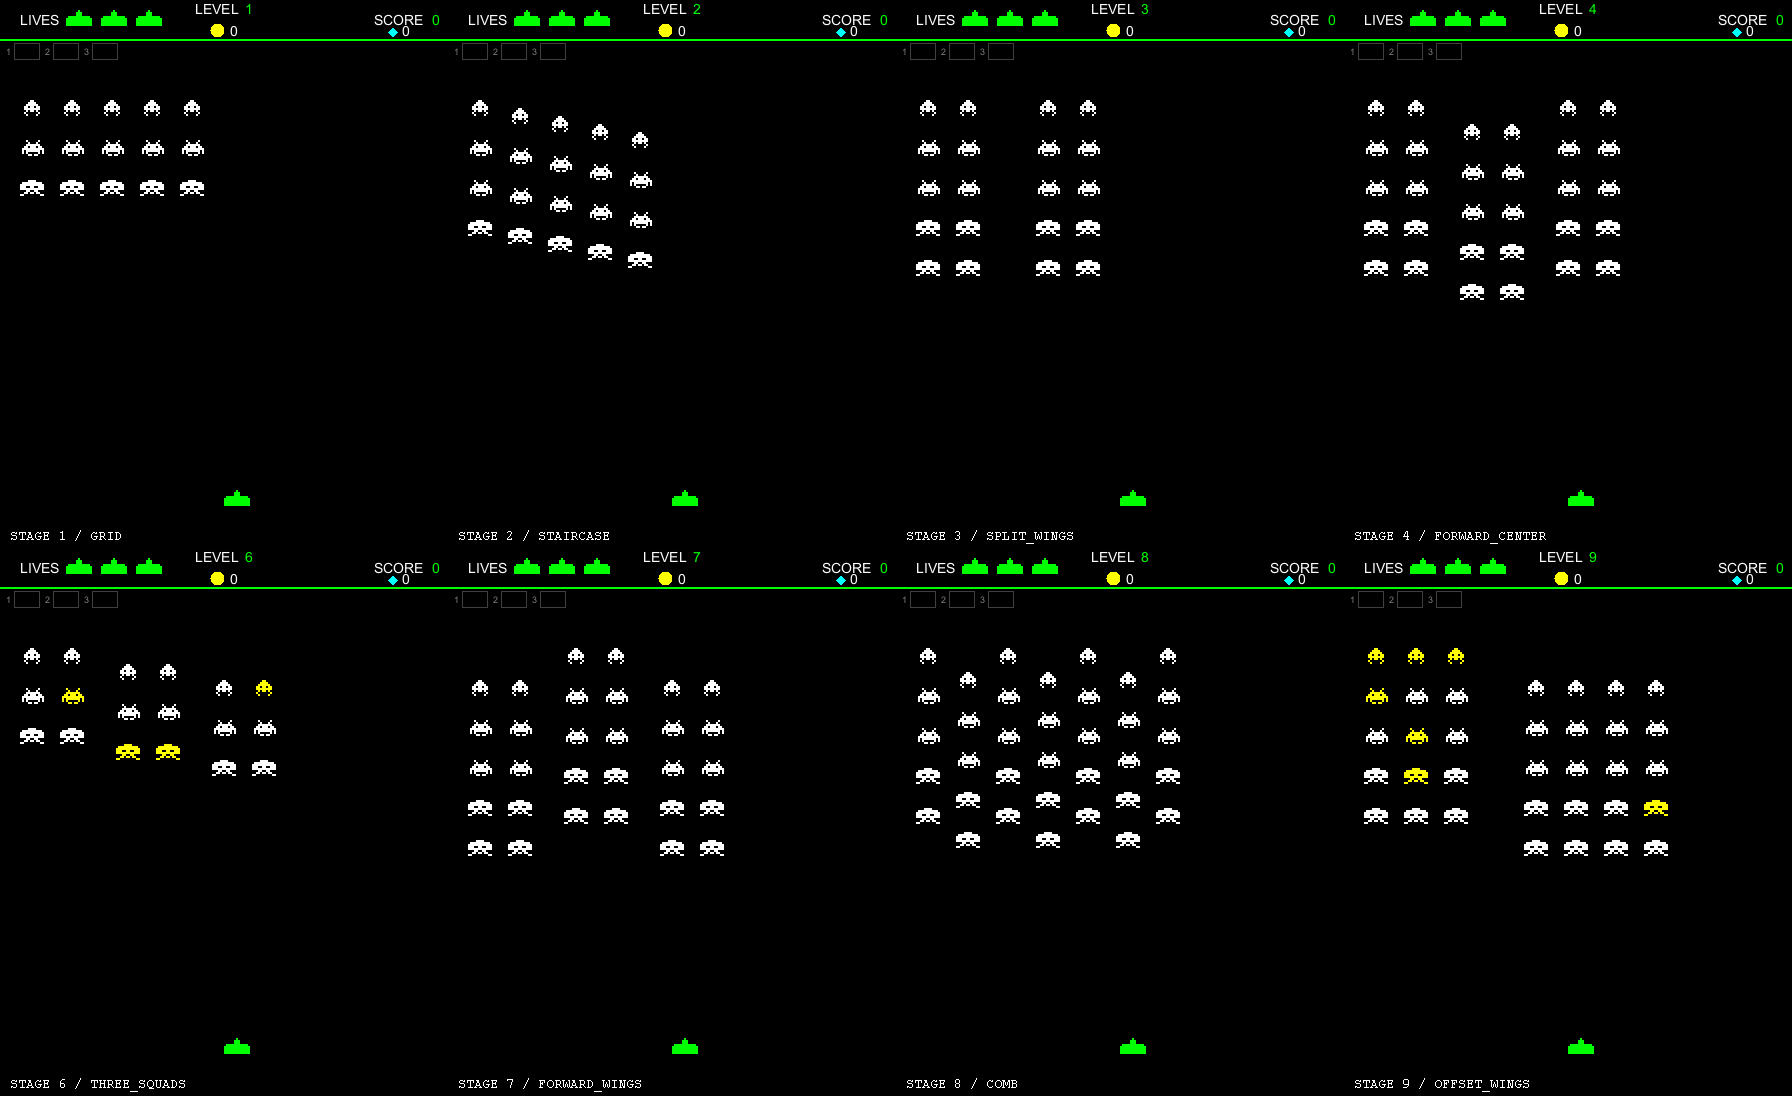 LIVES LEVEL 1 SCORE 0
0 0
1 2 3
STAGE 1 / GRID
LIVES LEVEL 2 SCORE 0
0 0
1 2 3
STAGE 2 / STAIRCASE
LIVES LEVEL 3 SCORE 0
0 0
1 2 3
STAGE 3 / SPLIT_WINGS
LIVES LEVEL 4 SCORE 0
0 0
1 2 3
STAGE 4 / FORWARD_CENTER
LIVES LEVEL 6 SCORE 0
0 0
1 2 3
STAGE 6 / THREE_SQUADS
LIVES LEVEL 7 SCORE 0
0 0
1 2 3
STAGE 7 / FORWARD_WINGS
LIVES LEVEL 8 SCORE 0
0 0
1 2 3
STAGE 8 / COMB
LIVES LEVEL 9 SCORE 0
0 0
1 2 3
STAGE 9 / OFFSET_WINGS